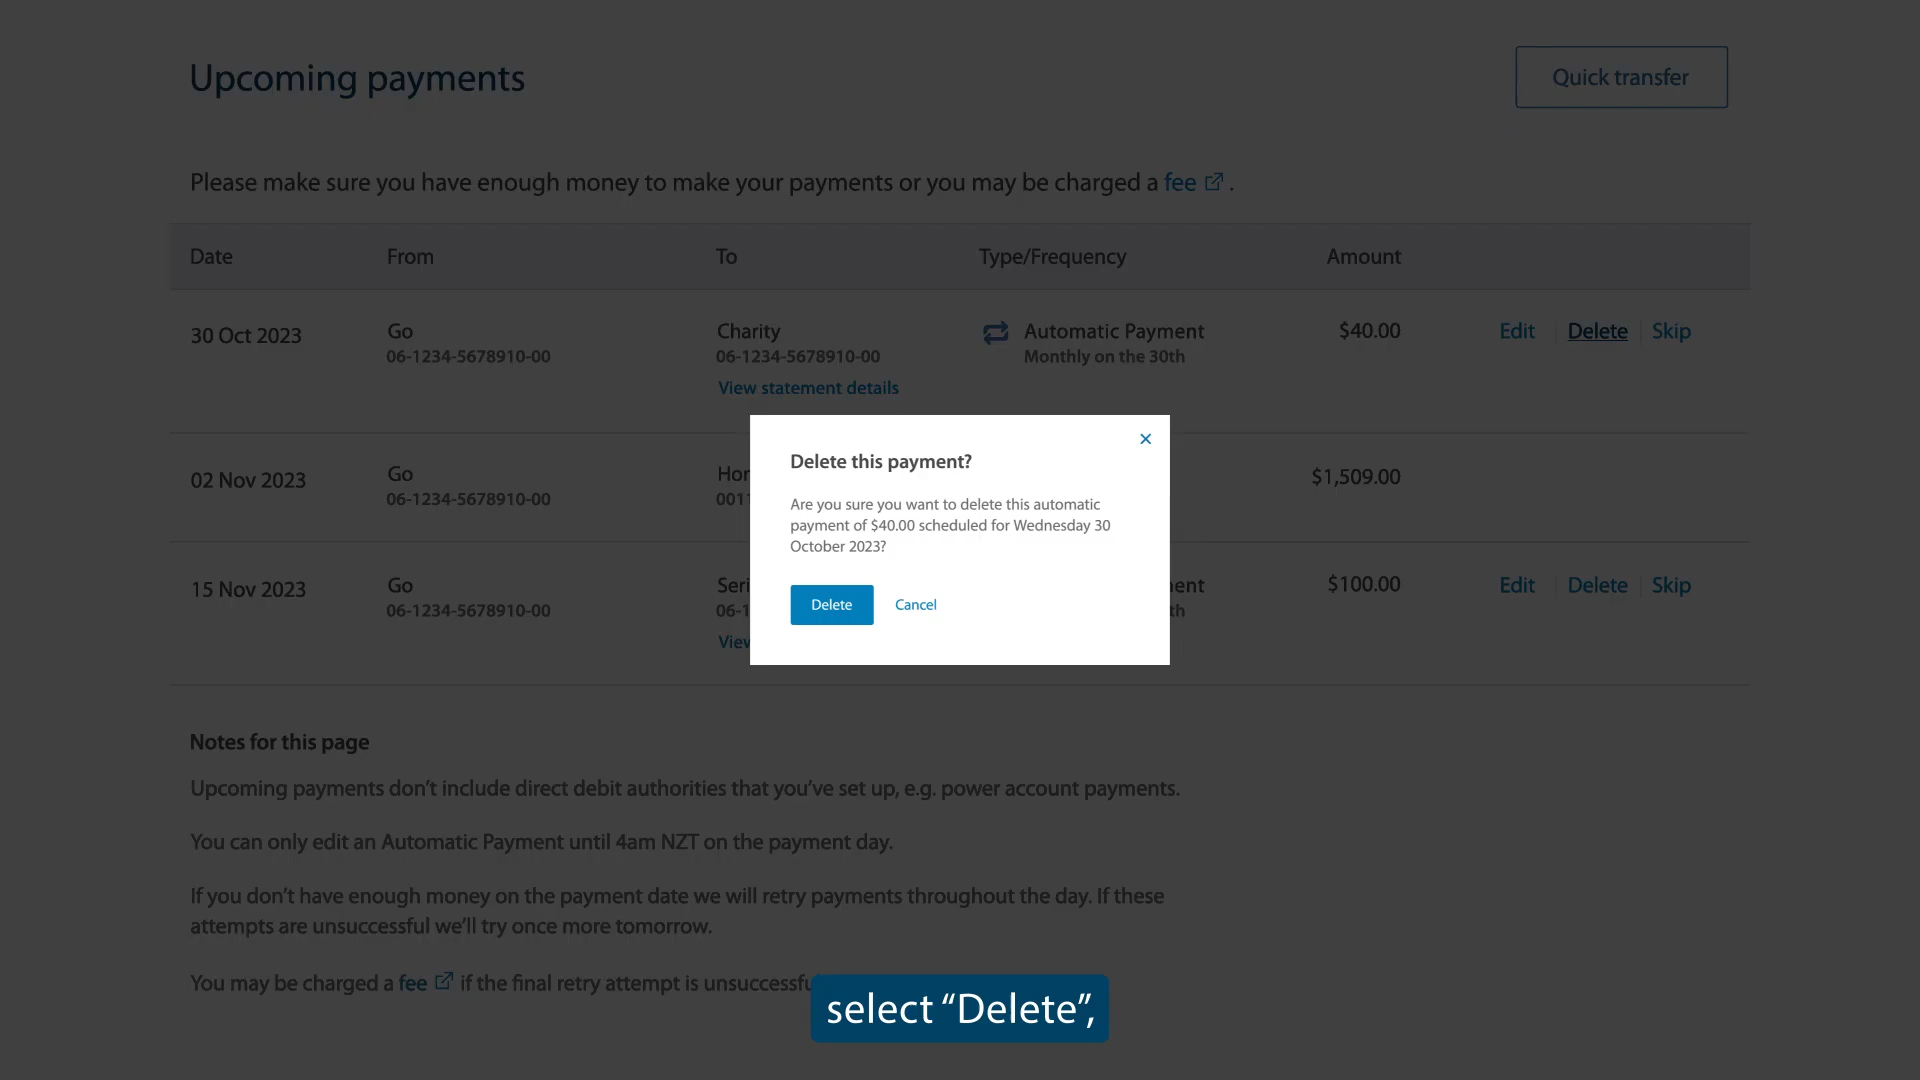 Upcoming payments
Quick transfer
Please make sure you have enough money to make your payments or you may be charged a fee .
Date From To Type/Frequency Amount
30 Oct 2023 Go Charity Automatic Payment $40.00 Edit Delete Skip
06-1234-5678910-00 06-1234-5678910-00 Monthly on the 30th
View statement details
Delete this payment?
Are you sure you want to delete this automatic
payment of $40.00 scheduled for Wednesday 30
October 2023?
Delete Cancel
02 Nov 2023 Go $1,509.00
06-1234-5678910-00
15 Nov 2023 Go $100.00 Edit Delete Skip
06-1234-5678910-00
Notes for this page
Upcoming payments don’t include direct debit authorities that you’ve set up, e.g. power account payments.
You can only edit an Automatic Payment until 4am NZT on the payment day.
If you don’t have enough money on the payment date we will retry payments throughout the day. If these
attempts are unsuccessful we’ll try once more tomorrow.
You may be charged a fee if the final retry attempt is
select “Delete”,